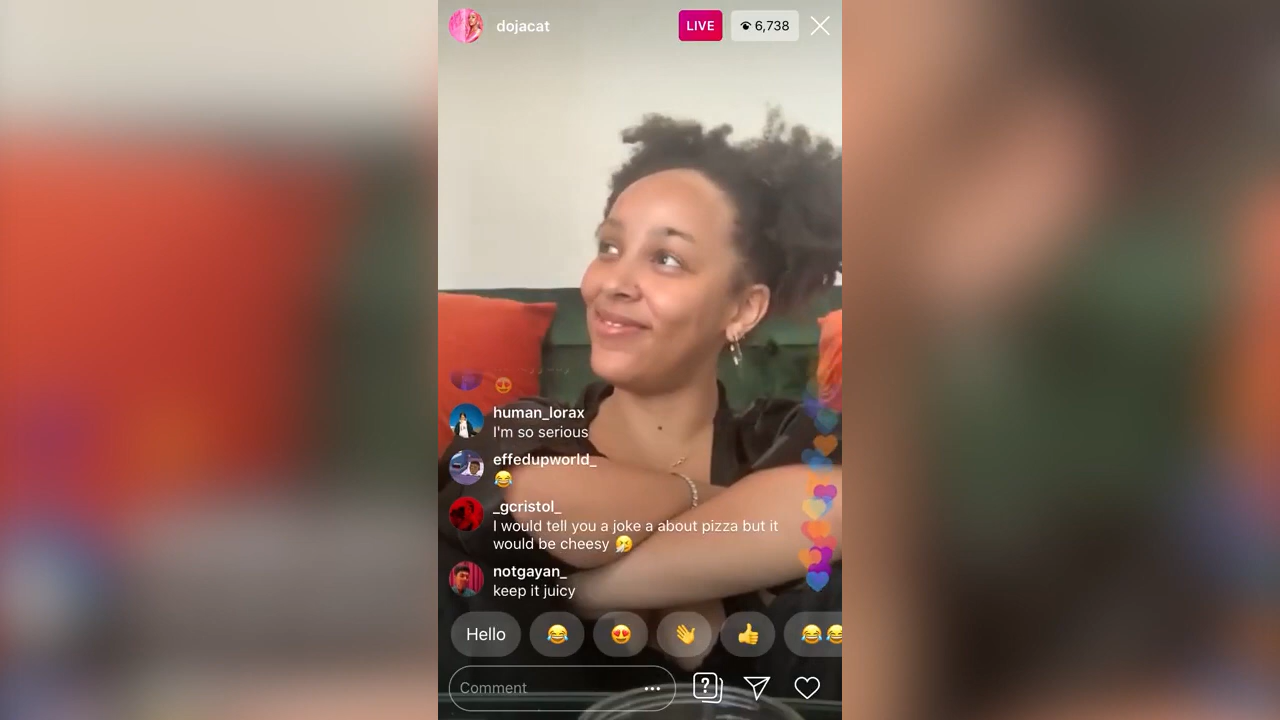 dojacat
LIVE
6,738
human_lorax
I'm so serious
effedupworld_
_gcristol_
I would tell you a joke a about pizza but it
would be cheesy
notgayan_
keep it juicy
Hello
Comment